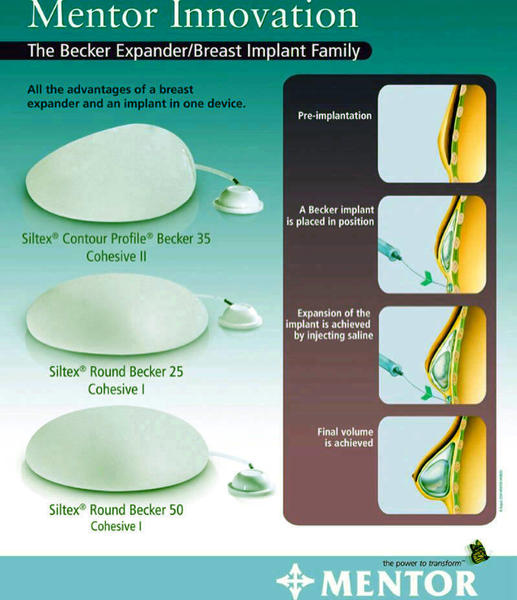 Mentor Innovation
The Becker Expander/Breast Implant Family
All the advantages of a breast
expander and an implant in one device.
Siltex® Contour Profile® Becker 35
Cohesive II
Siltex® Round Becker 25
Cohesive I
Siltex® Round Becker 50
Cohesive I
Pre-implantation
A Becker implant
is placed in position
Expansion of the
implant is achieved
by injecting saline
Final volume
is achieved
the power to transform™
MENTOR